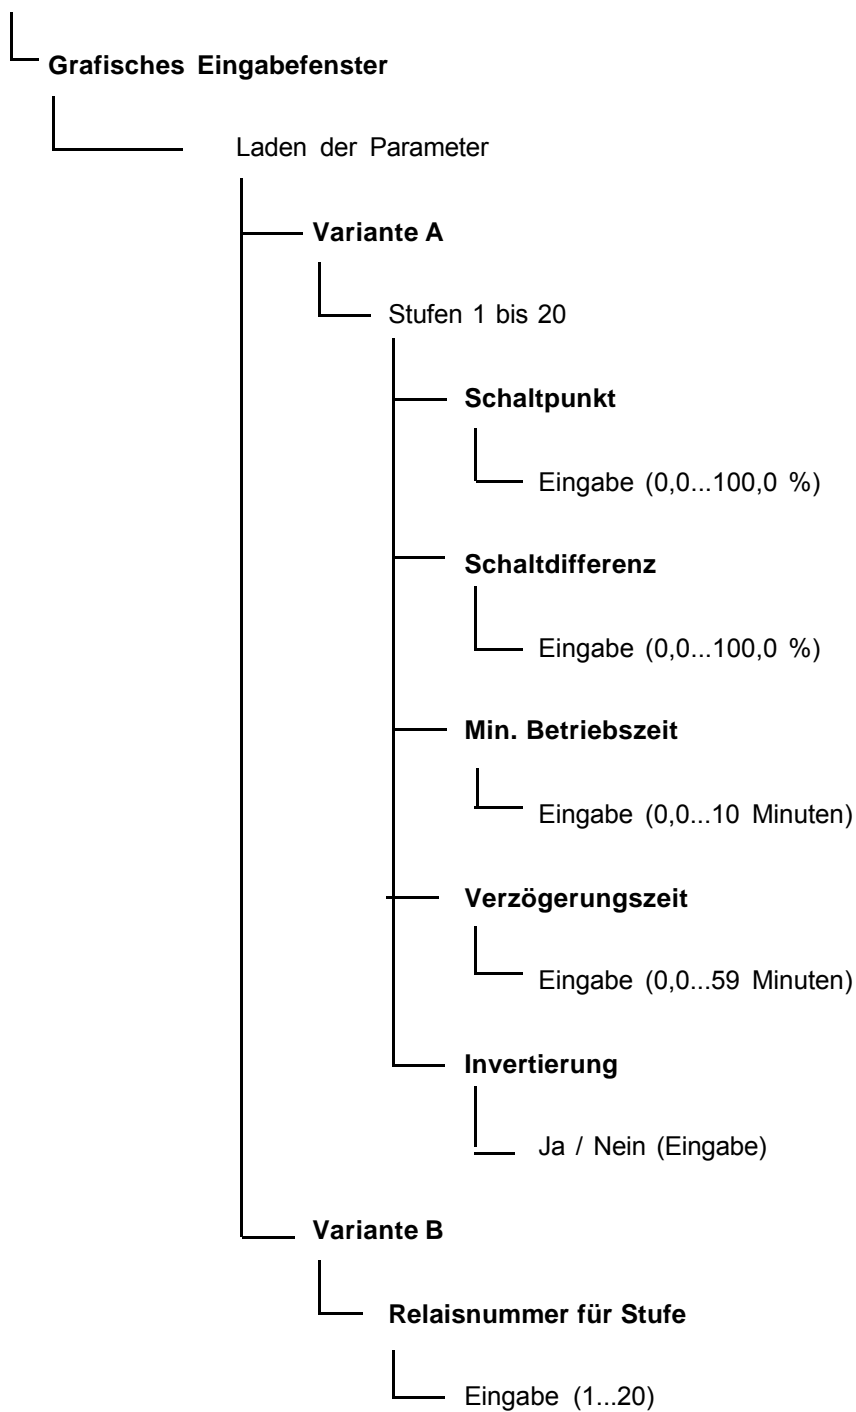 Grafisches Eingabefenster
Laden der Parameter
Variante A
Stufen 1 bis 20
Schaltpunkt
Eingabe (0,0...100,0 %)
Schaltdifferenz
Eingabe (0,0...100,0 %)
Min. Betriebszeit
Eingabe (0,0...10 Minuten)
Verzögerungszeit
Eingabe (0,0...59 Minuten)
Invertierung
Ja / Nein (Eingabe)
Variante B
Relaisnummer für Stufe
Eingabe (1...20)